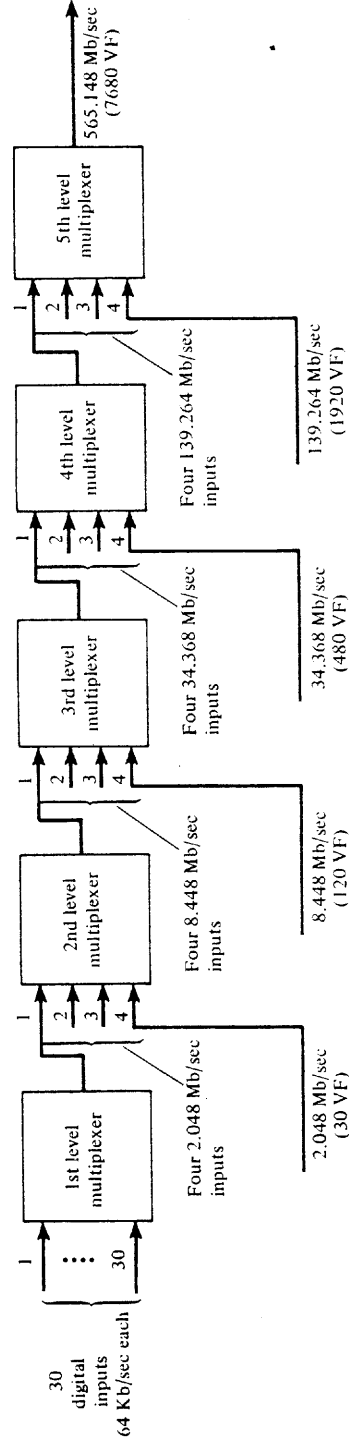 30
digital
inputs
64 Kb/sec each
1
30
1st level
multiplexer
Four 2.048 Mb/sec
inputs
2.048 Mb/sec
(30 VF)
1
2
3
4
2nd level
multiplexer
Four 8.448 Mb/sec
inputs
8.448 Mb/sec
(120 VF)
1
2
3
4
3rd level
multiplexer
Four 34.368 Mb/sec
inputs
34.368 Mb/sec
(480 VF)
1
2
3
4
4th level
multiplexer
Four 139.264 Mb/sec
inputs
139.264 Mb/sec
(1920 VF)
1
2
3
4
5th level
multiplexer
565.148 Mb/sec
(7680 VF)